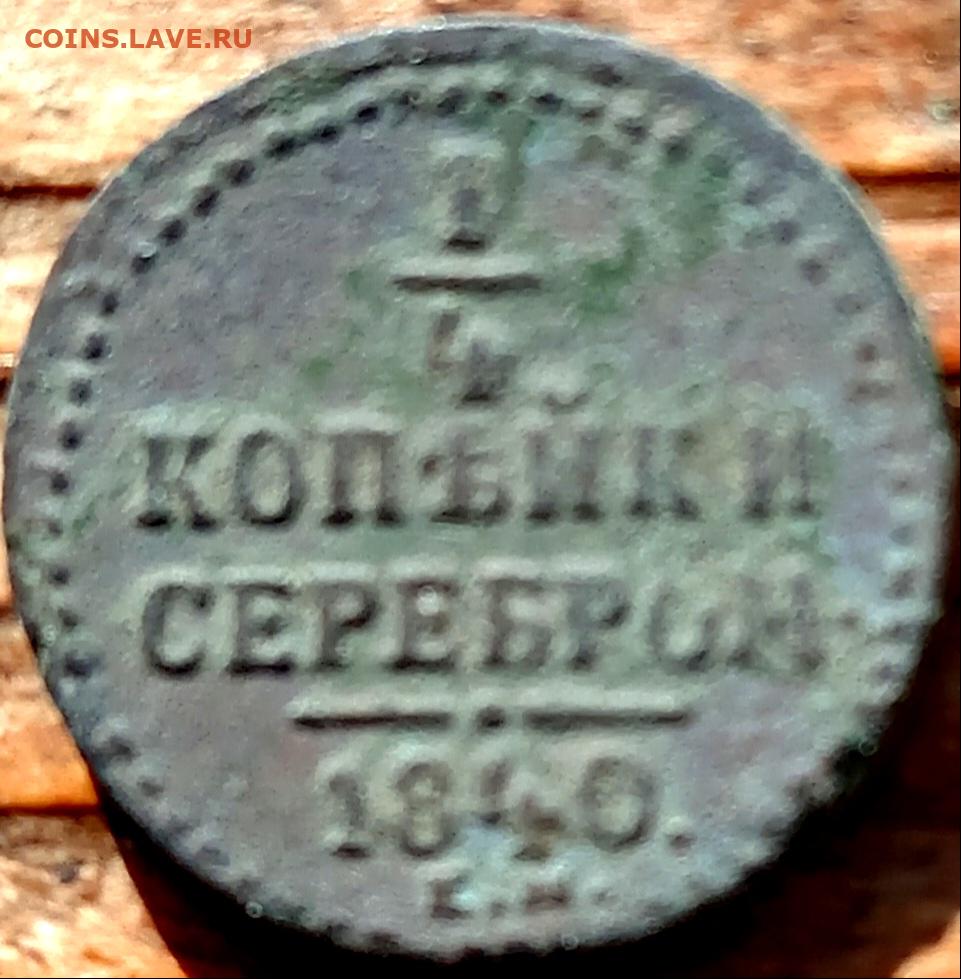 COINS.LAVE.RU
1
4
КОПѢЙКИ
СЕРЕБРОМ
1840.
Е.М.